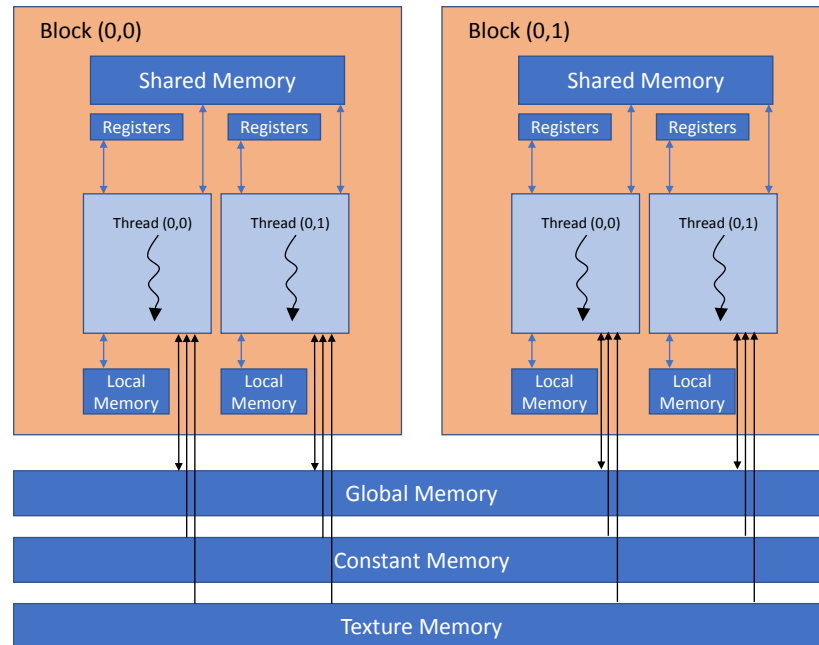 Block (0,0)
Shared Memory
Registers
Registers
Thread (0,0)
Thread (0,1)
Local
Memory
Local
Memory
Block (0,1)
Shared Memory
Registers
Registers
Thread (0,0)
Thread (0,1)
Local
Memory
Local
Memory
Global Memory
Constant Memory
Texture Memory